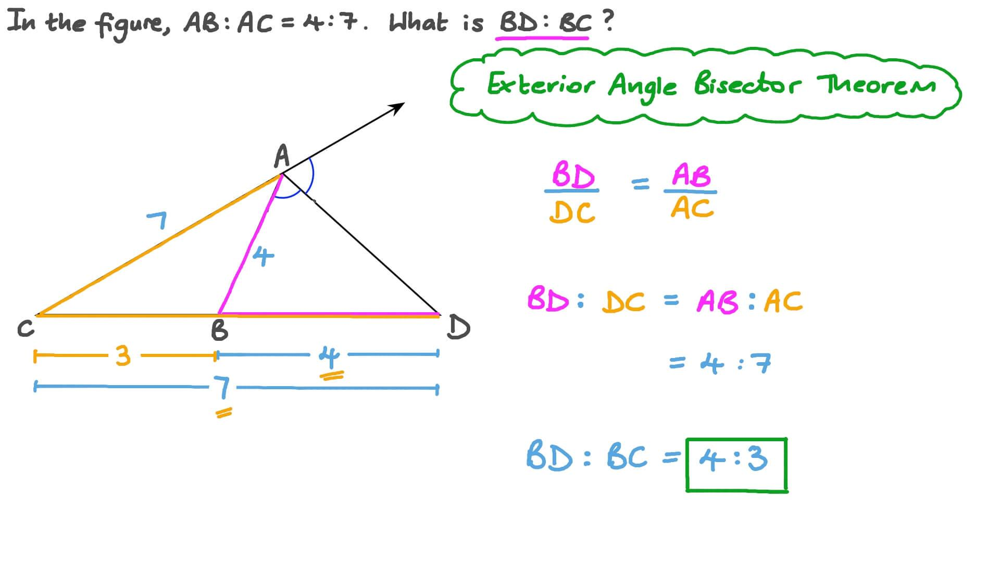 In the figure, AB : AC = 4 : 7. What is BD : BC ?
Exterior Angle Bisector Theorem
A
7
4
C
B
D
3
4
7
BD/DC = AB/AC
BD : DC = AB : AC
= 4 : 7
BD : BC = 4 : 3